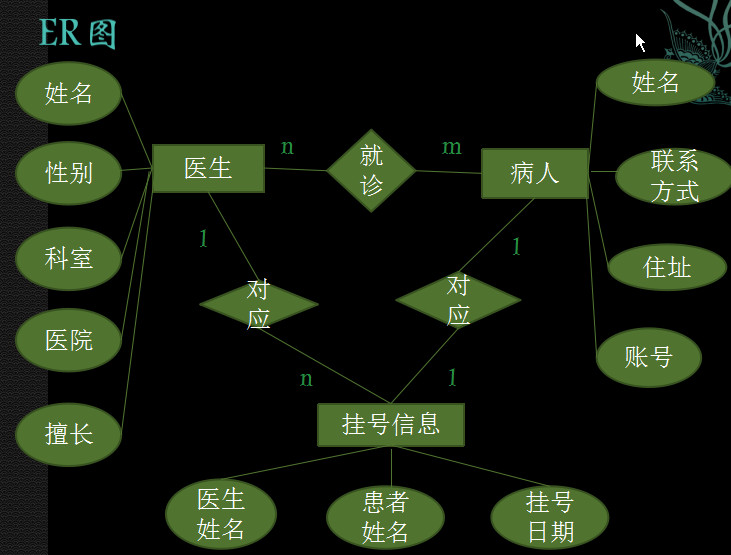 ER 图
姓名
性别
科室
医院
擅长
医生
n
就
诊
m
病人
姓名
联系
方式
住址
账号
1
对
应
n
1
对
应
1
挂号信息
医生
姓名
患者
姓名
挂号
日期